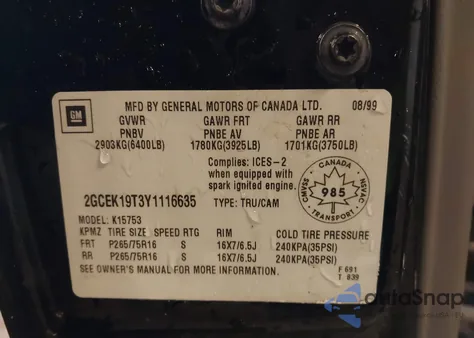 GM
MFD BY GENERAL MOTORS OF CANADA LTD. 08/99
GVWR GAWR FRT GAWR RR
PNBV PNBE AV PNBE AR
2903KG(6400LB) 1780KG(3925LB) 1701KG(3750LB)
Complies: ICES-2
when equipped with
spark ignited engine.
CANADA
CMVSS 985 NSVAC
TRANSPORT
2GCEK19T3Y1116635 TYPE: TRU/CAM
MODEL: K15753
KPMZ TIRE SIZE SPEED RTG RIM COLD TIRE PRESSURE
FRT P265/75R16 S 16X7/6.5J 240KPA(35PSI)
RR P265/75R16 S 16X7/6.5J 240KPA(35PSI)
SEE OWNER'S MANUAL FOR MORE INFORMATION.
F 691
T 839
autoSnap